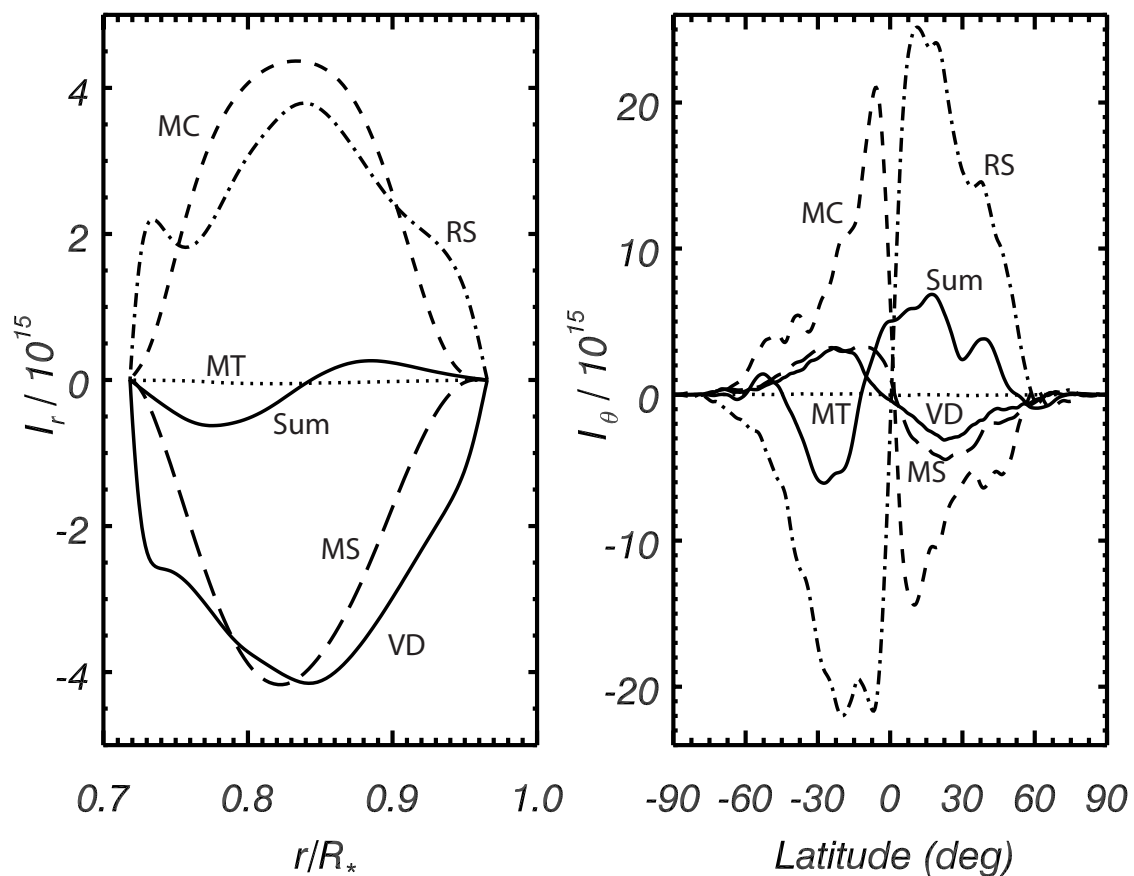 4
2
0
-2
-4
I_r / 10^15
MC
RS
MT
Sum
MS
VD
0.7 0.8 0.9 1.0
r/R_*
20
10
0
-10
-20
I_θ / 10^15
MC
RS
Sum
MT
VD
MS
-90 -60 -30 0 30 60 90
Latitude (deg)